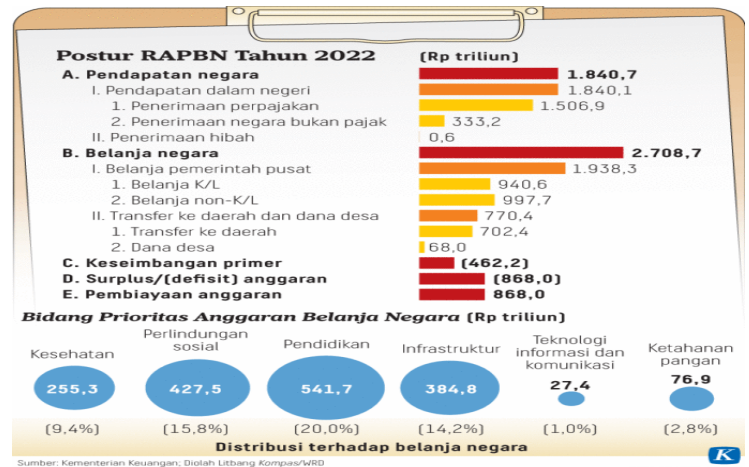 Postur RAPBN Tahun 2022 (Rp triliun)
A. Pendapatan negara 1.840,7
I. Pendapatan dalam negeri 1.840,1
1. Penerimaan perpajakan 1.506,9
2. Penerimaan negara bukan pajak 333,2
II. Penerimaan hibah 0,6
B. Belanja negara 2.708,7
I. Belanja pemerintah pusat 1.938,3
1. Belanja K/L 940,6
2. Belanja non-K/L 997,7
II. Transfer ke daerah dan dana desa 770,4
1. Transfer ke daerah 702,4
2. Dana desa 68,0
C. Keseimbangan primer (462,2)
D. Surplus/(defisit) anggaran (868,0)
E. Pembiayaan anggaran 868,0
Bidang Prioritas Anggaran Belanja Negara (Rp triliun)
Kesehatan
255,3
(9,4%)
Perlindungan
sosial
427,5
(15,8%)
Pendidikan
541,7
(20,0%)
Infrastruktur
384,8
(14,2%)
Teknologi
informasi dan
komunikasi
27,4
(1,0%)
Ketahanan
pangan
76,9
(2,8%)
Distribusi terhadap belanja negara
Sumber: Kementerian Keuangan; Diolah Litbang Kompas/WRD
K